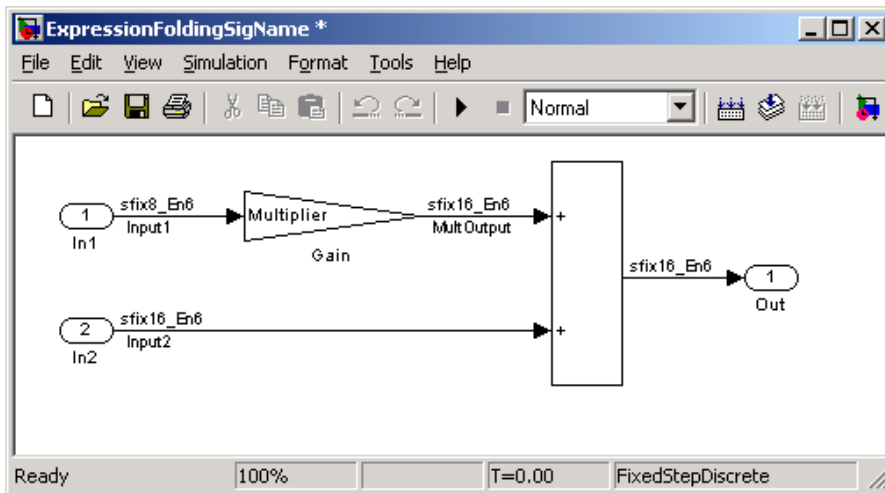 ExpressionFoldingSigName *
File Edit View Simulation Format Tools Help
Normal
1
sfix8_En6
Input1
In1
Multiplier
Gain
sfix16_En6
MultOutput
+
sfix16_En6
1
Out
2
sfix16_En6
Input2
In2
+
Ready 100% T=0.00 FixedStepDiscrete